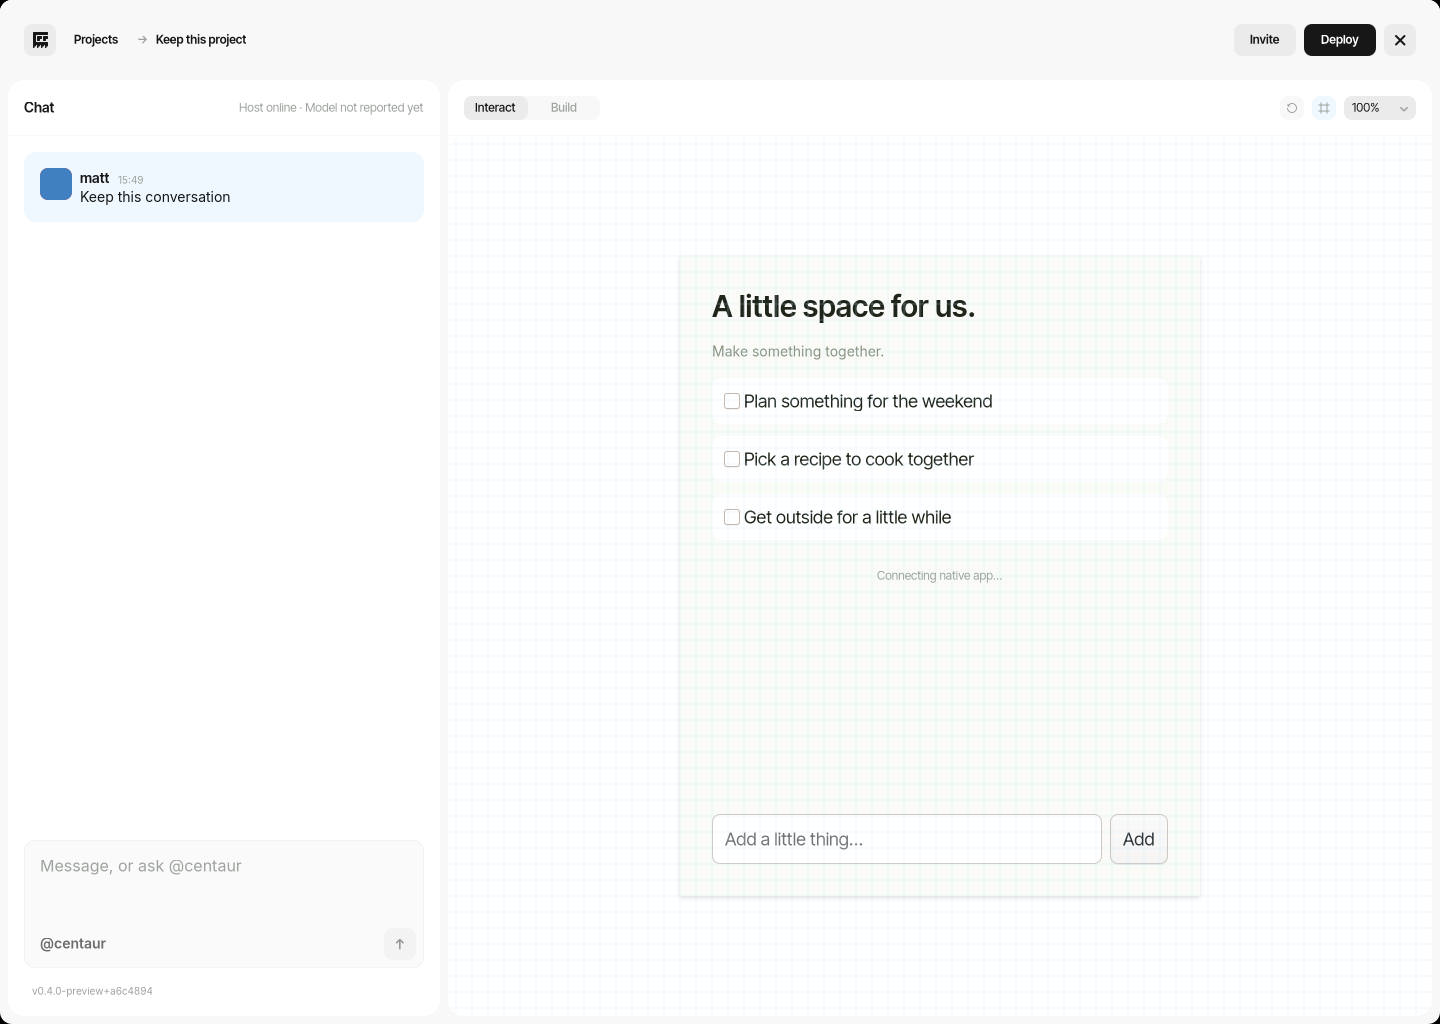 Projects → Keep this project
Invite
Deploy
Chat
Host online · Model not reported yet
matt 15:49
Keep this conversation
Message, or ask @centaur
@centaur
v0.4.0-preview+a6c4894
Interact
Build
100%
A little space for us.
Make something together.
Plan something for the weekend
Pick a recipe to cook together
Get outside for a little while
Connecting native app...
Add a little thing...
Add